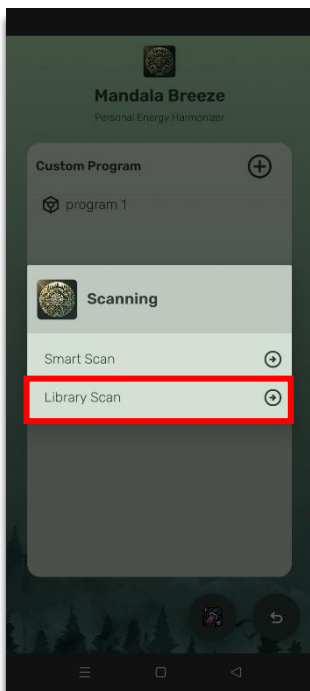 Mandala Breeze
Personal Energy Harmonizer
Custom Program
program 1
Scanning
Smart Scan
Library Scan